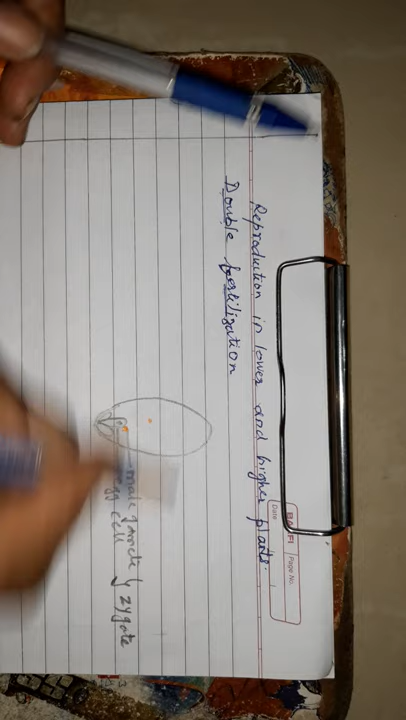 Page No.
Date
Reproduction in lower and higher plants.
Double fertilization
male gamete } zygote
egg cell